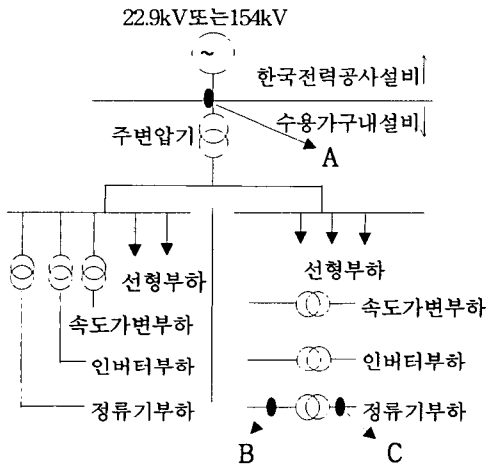 22.9kV또는154kV
~
한국전력공사설비
수용가구내설비
주변압기
A
선형부하
속도가변부하
인버터부하
정류기부하
선형부하
속도가변부하
인버터부하
정류기부하
B
C